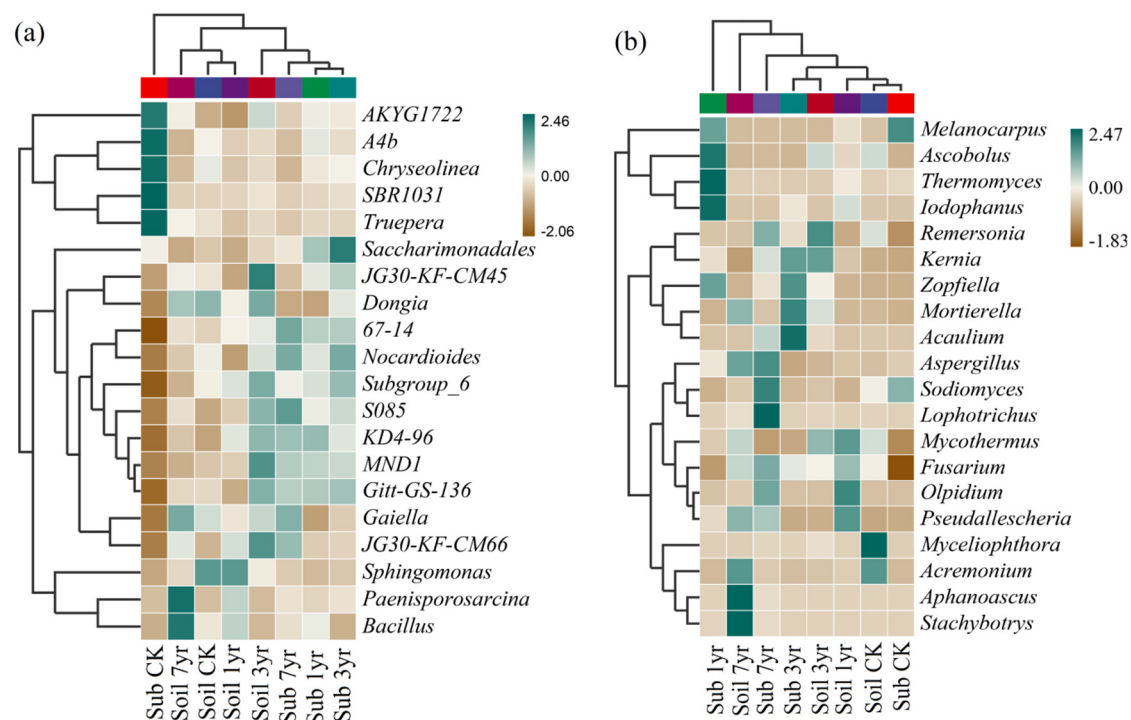 (a)
AKYG1722
A4b
Chryseolinea
SBR1031
Truepera
Saccharimonadales
JG30-KF-CM45
Dongia
67-14
Nocardioides
Subgroup_6
S085
KD4-96
MND1
Gitt-GS-136
Gaiella
JG30-KF-CM66
Sphingomonas
Paenisporosarcina
Bacillus
2.46
0.00
-2.06
Sub CK
Soil 7yr
Soil CK
Soil 1yr
Soil 3yr
Sub 7yr
Sub 1yr
Sub 3yr
(b)
Melanocarpus
Ascobolus
Thermomyces
Iodophanus
Remersonia
Kernia
Zopfiella
Mortierella
Acaulium
Aspergillus
Sodiomyces
Lophotrichus
Mycothermus
Fusarium
Olpidium
Pseudallescheria
Myceliophthora
Acremonium
Aphanoascus
Stachybotrys
2.47
0.00
-1.83
Sub 1yr
Soil 7yr
Sub 7yr
Sub 3yr
Soil 3yr
Soil 1yr
Soil CK
Sub CK